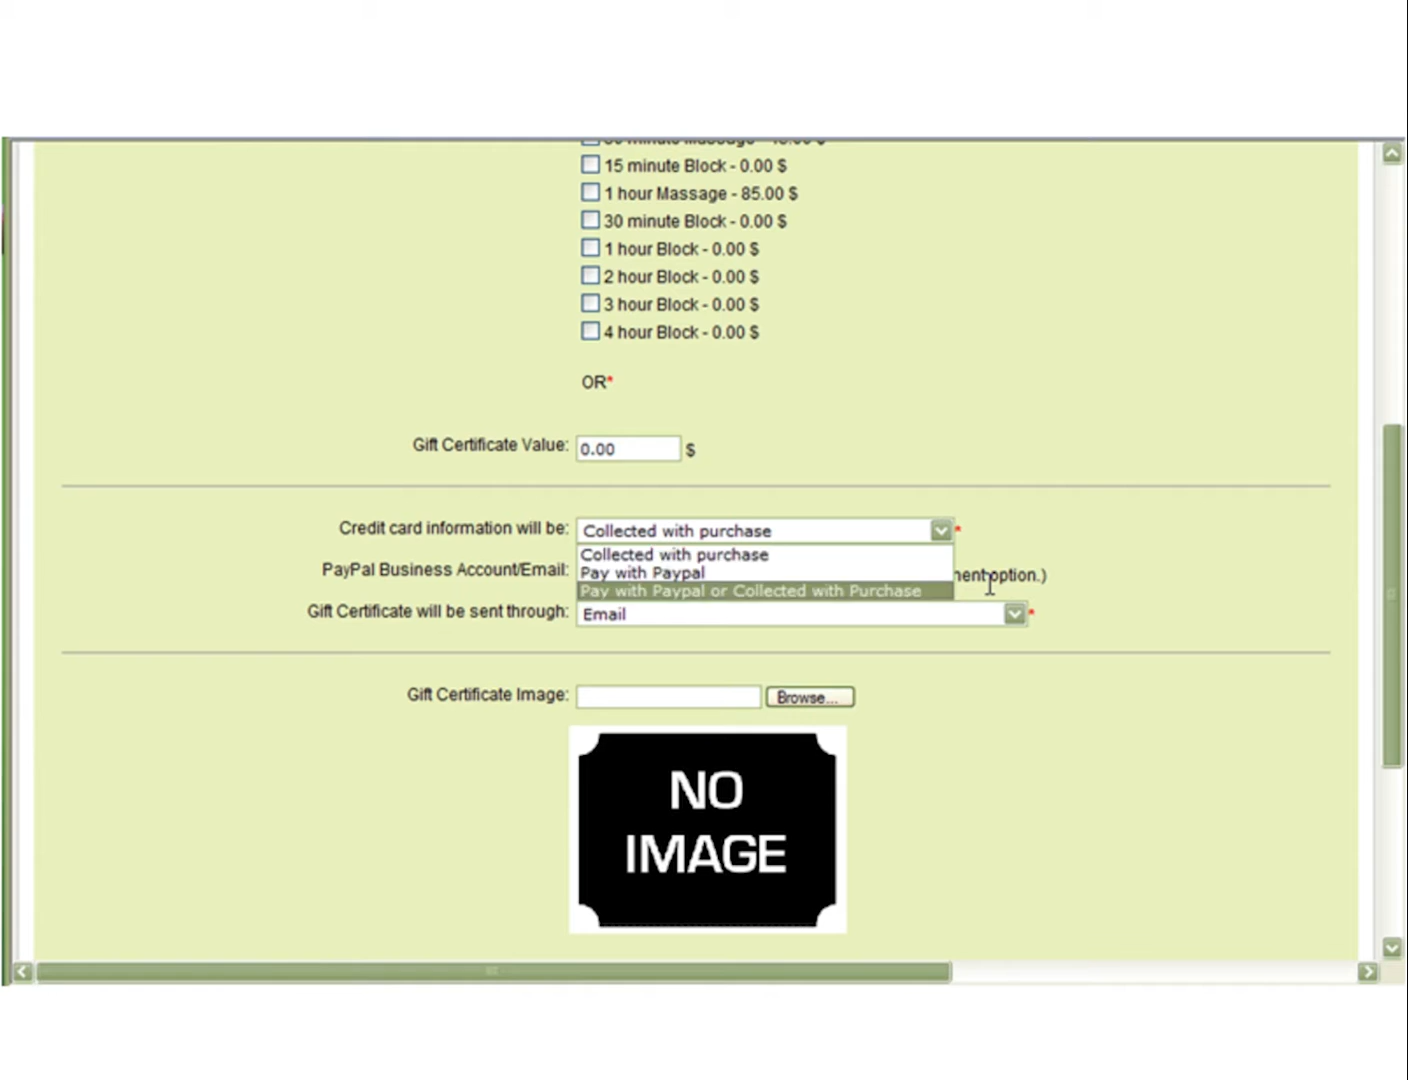 15 minute Block - 0.00 $
1 hour Massage - 85.00 $
30 minute Block - 0.00 $
1 hour Block - 0.00 $
2 hour Block - 0.00 $
3 hour Block - 0.00 $
4 hour Block - 0.00 $
OR*
Gift Certificate Value: 0.00 $
Credit card information will be: Collected with purchase *
Collected with purchase
PayPal Business Account/Email: Pay with Paypal option.)
Pay with Paypal or Collected with Purchase
Gift Certificate will be sent through: Email *
Gift Certificate Image: Browse...
NO
IMAGE